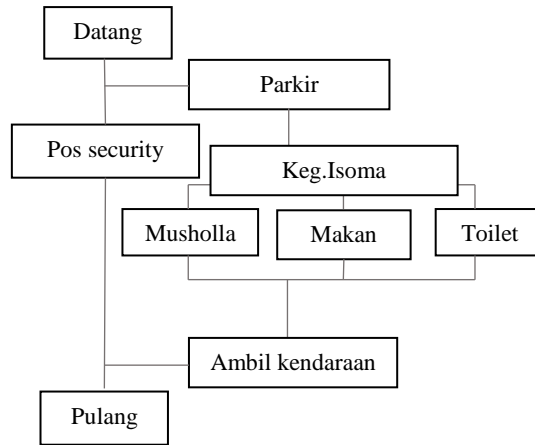 Datang
Parkir
Pos security
Keg.Isoma
Musholla
Makan
Toilet
Ambil kendaraan
Pulang